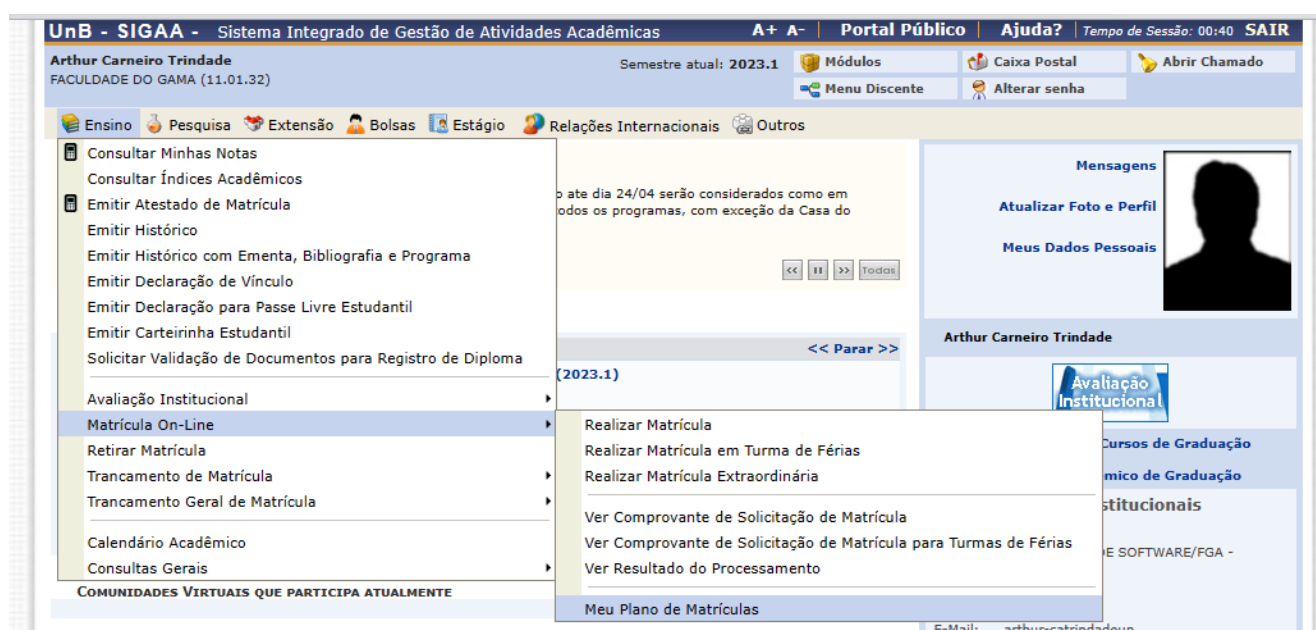 UnB - SIGAA - Sistema Integrado de Gestão de Atividades Acadêmicas A+ A- | Portal Público | Ajuda? | Tempo de Sessão: 00:40 SAIR
Arthur Carneiro Trindade Semestre atual: 2023.1 Módulos Caixa Postal Abrir Chamado
FACULDADE DO GAMA (11.01.32)
Menu Discente Alterar senha
Ensino Pesquisa Extensão Bolsas Estágio Relações Internacionais Outros
Consultar Minhas Notas
Consultar Índices Acadêmicos
Emitir Atestado de Matrícula
Emitir Histórico
Emitir Histórico com Ementa, Bibliografia e Programa
Emitir Declaração de Vínculo
Emitir Declaração para Passe Livre Estudantil
Emitir Carteirinha Estudantil
Solicitar Validação de Documentos para Registro de Diploma
Avaliação Institucional
Matrícula On-Line
Retirar Matrícula
Trancamento de Matrícula
Trancamento Geral de Matrícula
Calendário Acadêmico
Consultas Gerais
COMUNIDADES VIRTUAIS QUE PARTICIPA ATUALMENTE
o ate dia 24/04 serão considerados como em
odos os programas, com exceção da Casa do
<< II >> Todas
<< Parar >>
(2023.1)
Realizar Matrícula
Realizar Matrícula em Turma de Férias
Realizar Matrícula Extraordinária
Ver Comprovante de Solicitação de Matrícula
Ver Comprovante de Solicitação de Matrícula para Turmas de Férias
Ver Resultado do Processamento
Meu Plano de Matrículas
Mensagens
Atualizar Foto e Perfil
Meus Dados Pessoais
Arthur Carneiro Trindade
Avaliação
Institucional
Cursos de Graduação
mico de Graduação
stitucionais
E SOFTWARE/FGA -
E-Mail: